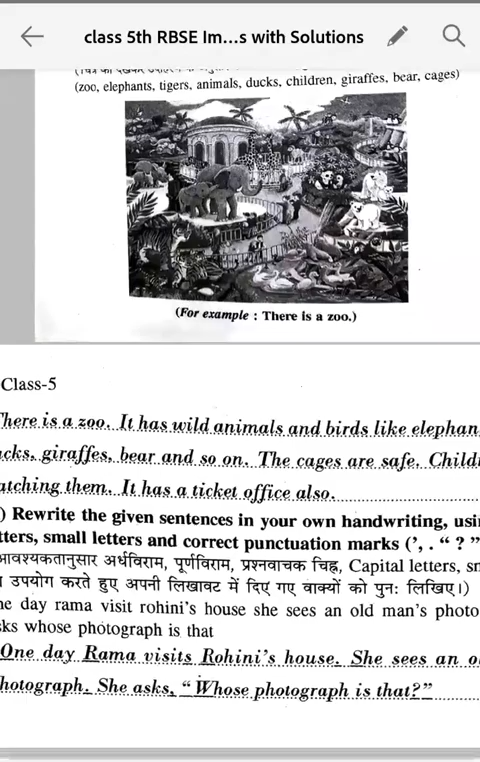 class 5th RBSE Im...s with Solutions
(zoo, elephants, tigers, animals, ducks, children, giraffes, bear, cages)
(For example : There is a zoo.)
Class-5
here is a zoo. It has wild animals and birds like elephan
cks, giraffes, bear and so on. The cages are safe. Child
atching them. It has a ticket office also.
) Rewrite the given sentences in your own handwriting, usi
tters, small letters and correct punctuation marks (’, . “ ? ”
आवश्यकतानुसार अर्धविराम, पूर्णविराम, प्रश्नवाचक चिह्न, Capital letters, sr
उपयोग करते हुए अपनी लिखावट में दिए गए वाक्यों को पुनः लिखिए।)
ne day rama visit rohini’s house she sees an old man’s photo
ks whose photograph is that
One day Rama visits Rohini’s house. She sees an o
hotograph. She asks, “Whose photograph is that?”